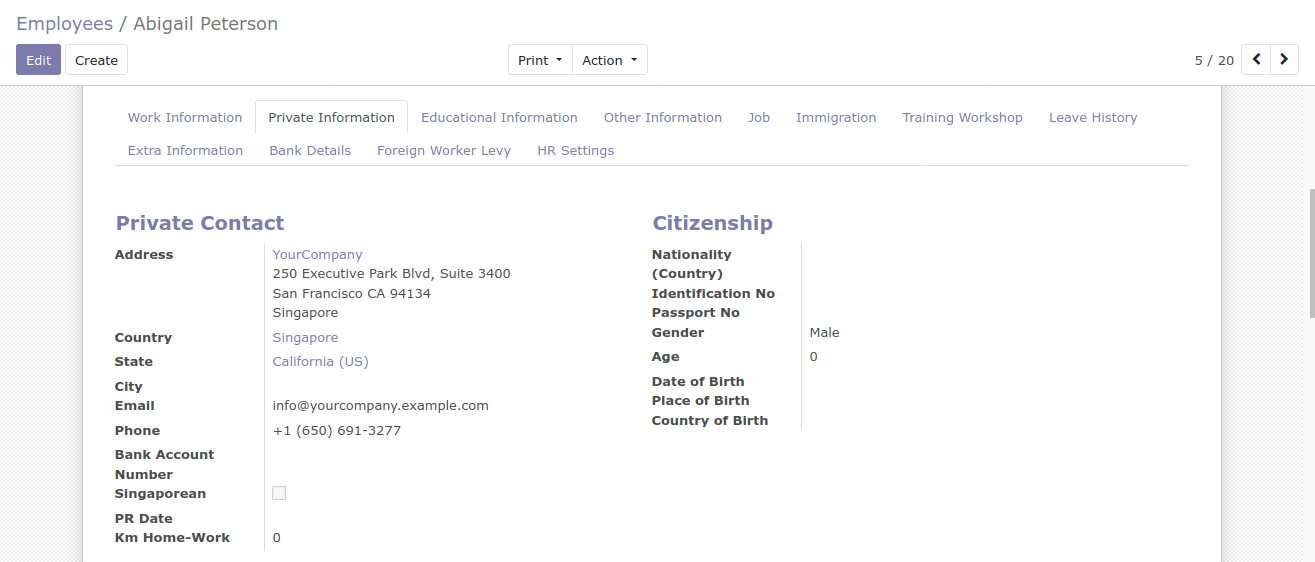 Employees / Abigail Peterson
Edit Create Print Action 5 / 20
Work Information Private Information Educational Information Other Information Job Immigration Training Workshop Leave History
Extra Information Bank Details Foreign Worker Levy HR Settings
Private Contact
Address YourCompany
250 Executive Park Blvd, Suite 3400
San Francisco CA 94134
Singapore
Country Singapore
State California (US)
City
Email info@yourcompany.example.com
Phone +1 (650) 691-3277
Bank Account
Number
Singaporean
PR Date
Km Home-Work 0
Citizenship
Nationality
(Country)
Identification No
Passport No
Gender Male
Age 0
Date of Birth
Place of Birth
Country of Birth